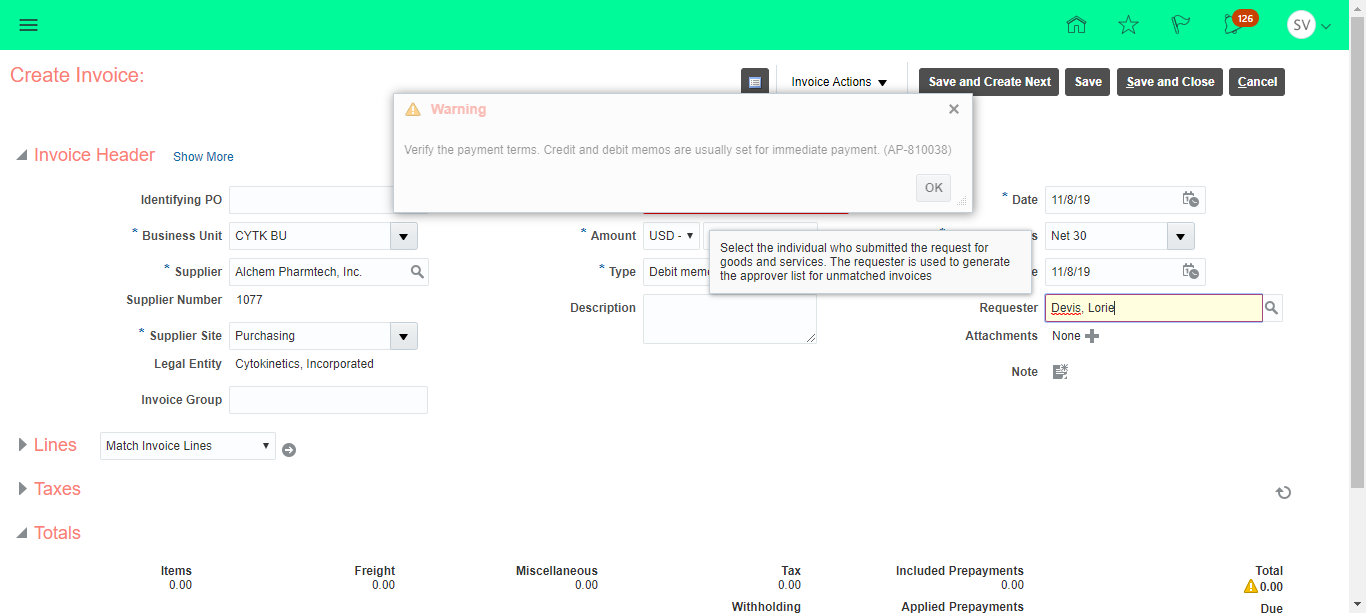 126
SV
Create Invoice:
Invoice Actions
Save and Create Next
Save
Save and Close
Cancel
Warning
Verify the payment terms. Credit and debit memos are usually set for immediate payment. (AP-810038)
OK
Invoice Header
Show More
Identifying PO
* Date 11/8/19
* Business Unit CYTK BU
* Amount USD -
* s Net 30
* Supplier Alchem Pharmtech, Inc.
* Type Debit memo
11/8/19
Select the individual who submitted the request for
goods and services. The requester is used to generate
the approver list for unmatched invoices
Supplier Number 1077
Description
Requester Devis, Lorie
* Supplier Site Purchasing
Attachments None
Legal Entity Cytokinetics, Incorporated
Note
Invoice Group
Lines
Match Invoice Lines
Taxes
Totals
Items Freight Miscellaneous Tax Included Prepayments Total
0.00 0.00 0.00 0.00 0.00 0.00
Withholding Applied Prepayments Due